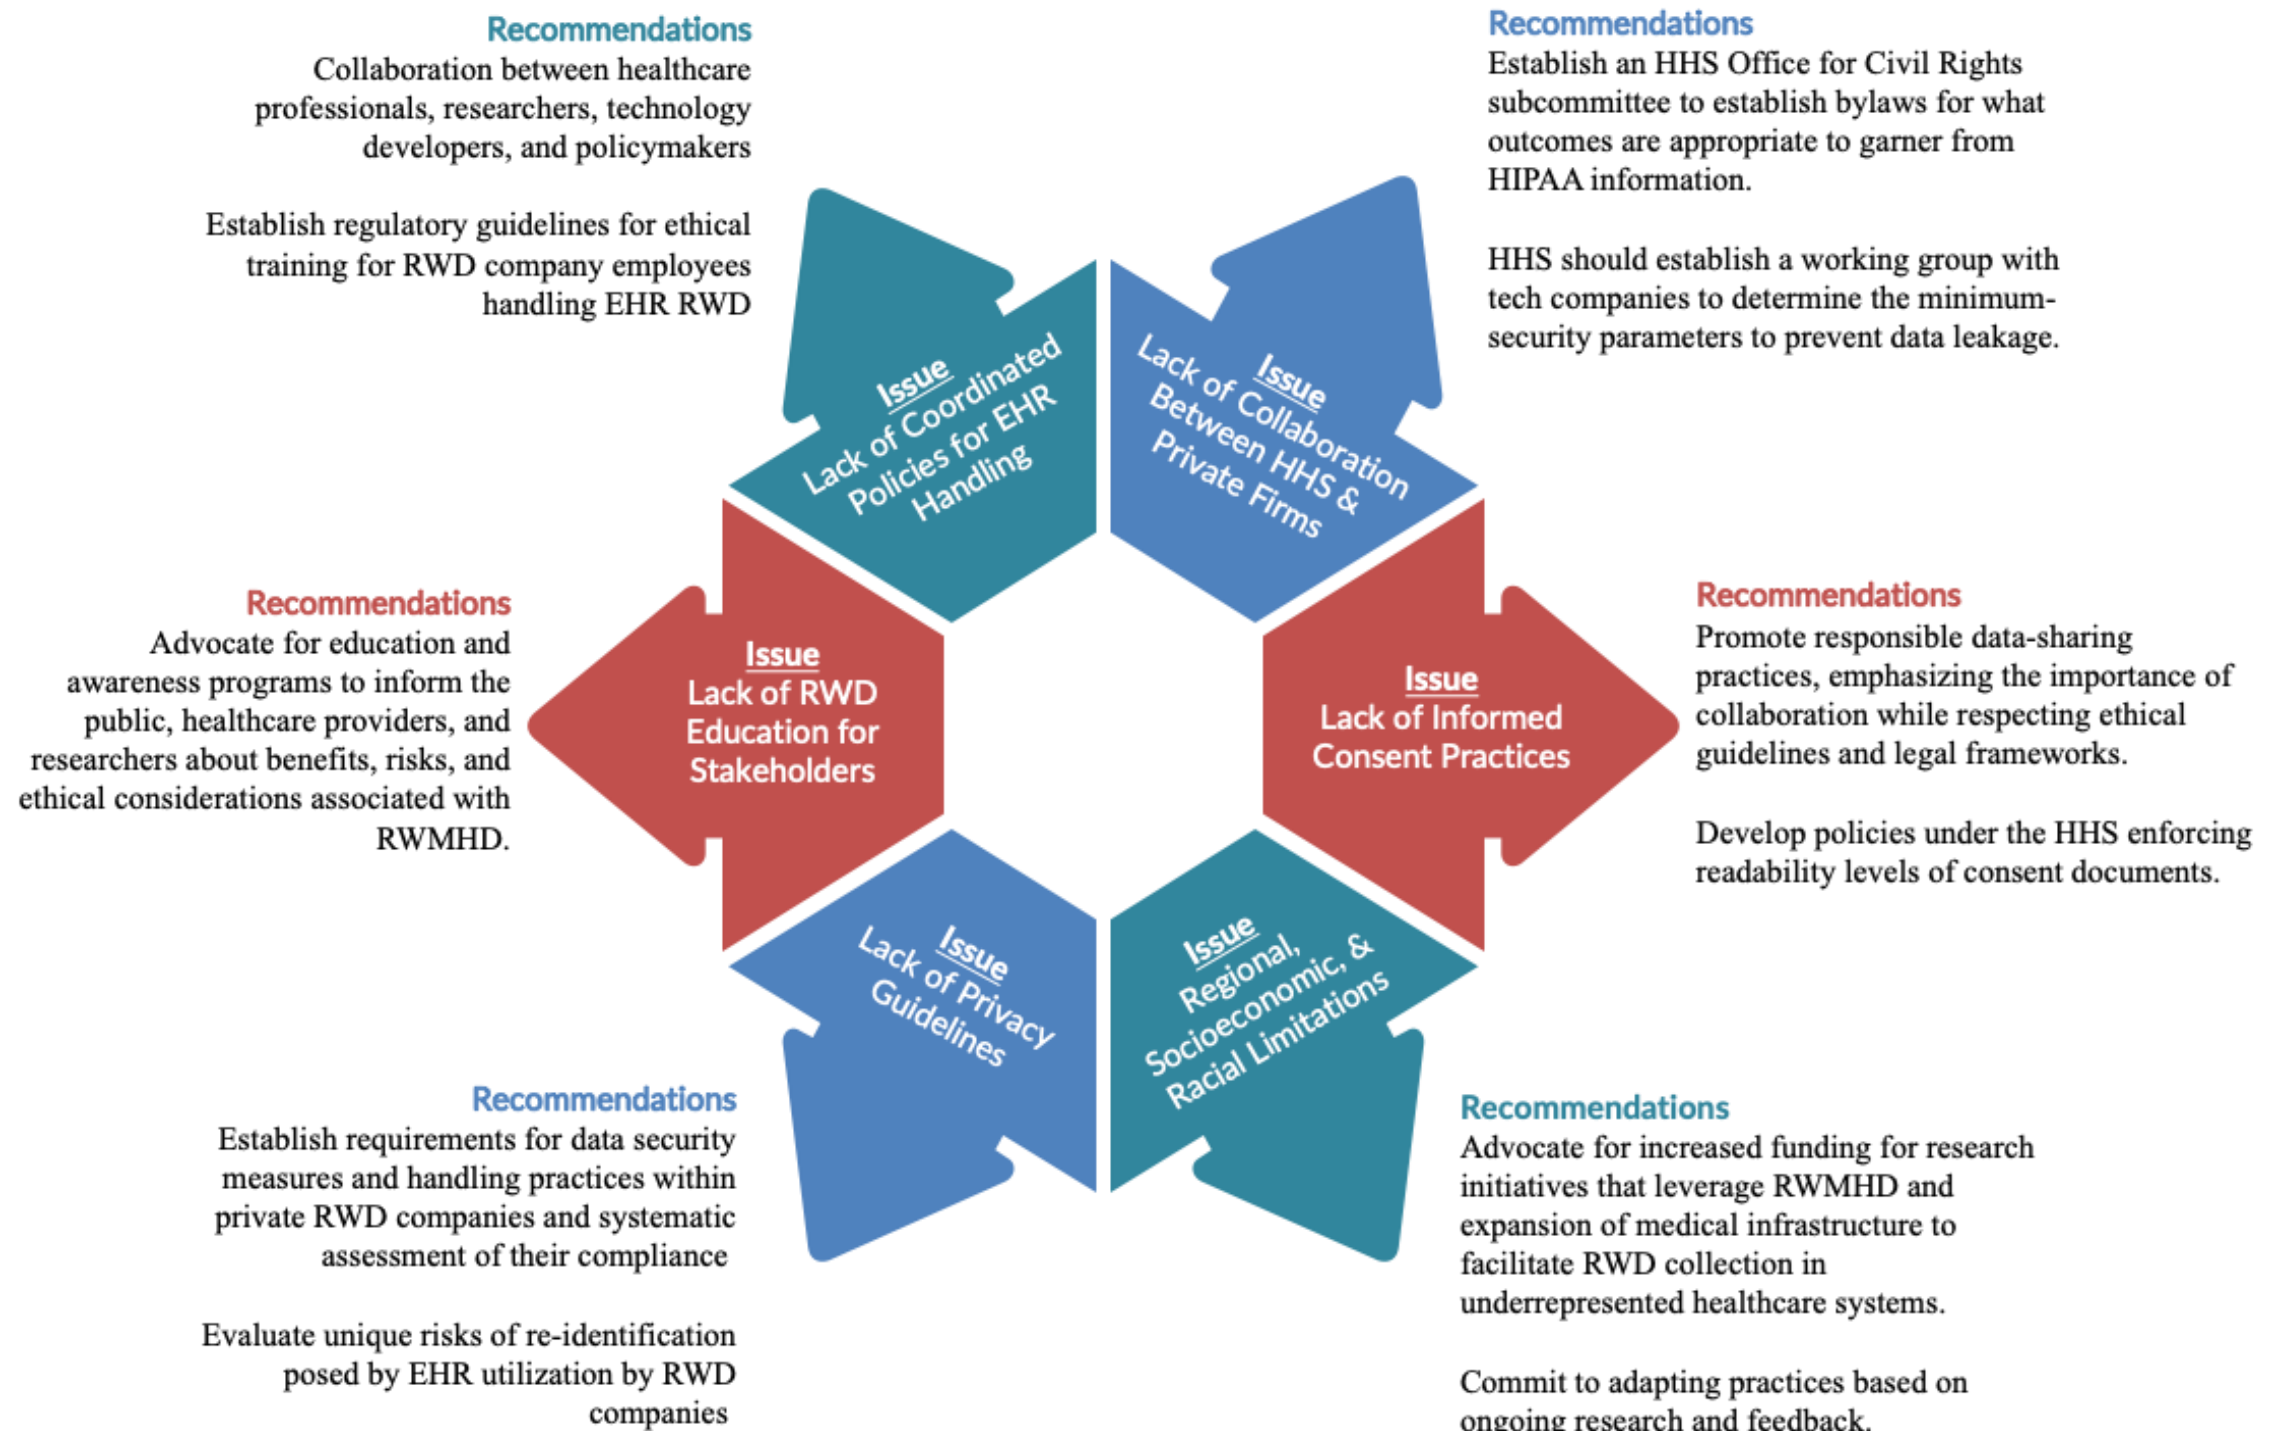 Recommendations
Collaboration between healthcare
professionals, researchers, technology
developers, and policymakers
Establish regulatory guidelines for ethical
training for RWD company employees
handling EHR RWD
Recommendations
Establish an HHS Office for Civil Rights
subcommittee to establish bylaws for what
outcomes are appropriate to garner from
HIPAA information.
HHS should establish a working group with
tech companies to determine the minimum-
security parameters to prevent data leakage.
Issue
Lack of Coordinated
Policies for EHR
Handling
Issue
Lack of Collaboration
Between HHS &
Private Firms
Recommendations
Advocate for education and
awareness programs to inform the
public, healthcare providers, and
researchers about benefits, risks, and
ethical considerations associated with
RWMHD.
Issue
Lack of RWD
Education for
Stakeholders
Issue
Lack of Informed
Consent Practices
Recommendations
Promote responsible data-sharing
practices, emphasizing the importance of
collaboration while respecting ethical
guidelines and legal frameworks.
Develop policies under the HHS enforcing
readability levels of consent documents.
Issue
Lack of Privacy
Guidelines
Issue
Regional,
Socioeconomic, &
Racial Limitations
Recommendations
Establish requirements for data security
measures and handling practices within
private RWD companies and systematic
assessment of their compliance
Evaluate unique risks of re-identification
posed by EHR utilization by RWD
companies
Recommendations
Advocate for increased funding for research
initiatives that leverage RWMHD and
expansion of medical infrastructure to
facilitate RWD collection in
underrepresented healthcare systems.
Commit to adapting practices based on
ongoing research and feedback.